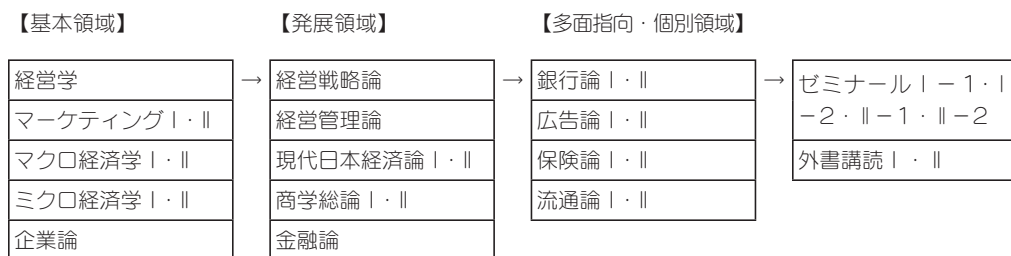 【基本領域】
【発展領域】
【多面指向・個別領域】
経営学
マーケティングⅠ・Ⅱ
マクロ経済学Ⅰ・Ⅱ
ミクロ経済学Ⅰ・Ⅱ
企業論
→
経営戦略論
経営管理論
現代日本経済論Ⅰ・Ⅱ
商学総論Ⅰ・Ⅱ
金融論
→
銀行論Ⅰ・Ⅱ
広告論Ⅰ・Ⅱ
保険論Ⅰ・Ⅱ
流通論Ⅰ・Ⅱ
→
ゼミナールⅠ−1・Ⅰ
−2・Ⅱ−1・Ⅱ−2
外書講読Ⅰ・Ⅱ